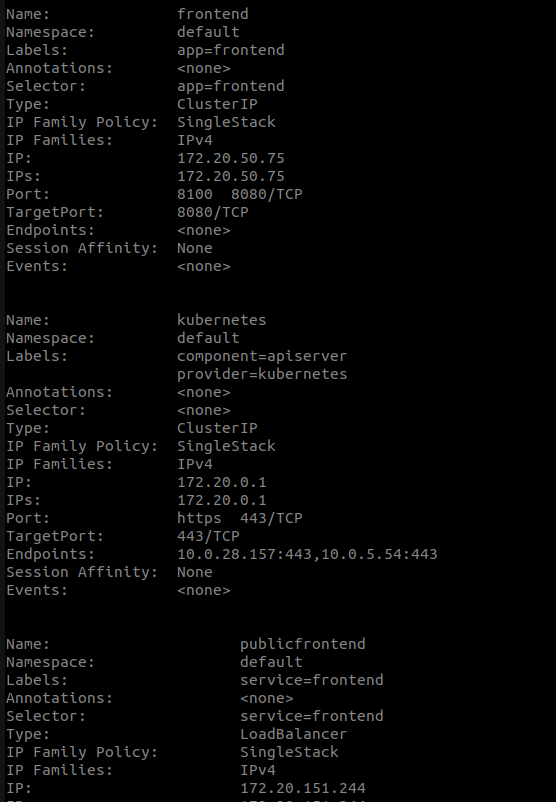 Name: frontend
Namespace: default
Labels: app=frontend
Annotations: <none>
Selector: app=frontend
Type: ClusterIP
IP Family Policy: SingleStack
IP Families: IPv4
IP: 172.20.50.75
IPs: 172.20.50.75
Port: 8100 8080/TCP
TargetPort: 8080/TCP
Endpoints: <none>
Session Affinity: None
Events: <none>
Name: kubernetes
Namespace: default
Labels: component=apiserver
provider=kubernetes
Annotations: <none>
Selector: <none>
Type: ClusterIP
IP Family Policy: SingleStack
IP Families: IPv4
IP: 172.20.0.1
IPs: 172.20.0.1
Port: https 443/TCP
TargetPort: 443/TCP
Endpoints: 10.0.28.157:443,10.0.5.54:443
Session Affinity: None
Events: <none>
Name: publicfrontend
Namespace: default
Labels: service=frontend
Annotations: <none>
Selector: service=frontend
Type: LoadBalancer
IP Family Policy: SingleStack
IP Families: IPv4
IP: 172.20.151.244